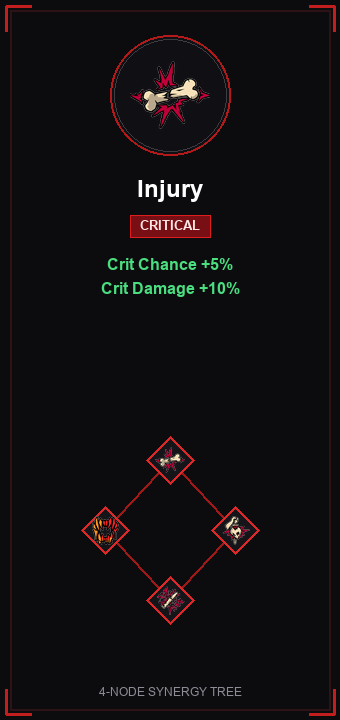 Injury
CRITICAL
Crit Chance +5%
Crit Damage +10%
4-NODE SYNERGY TREE